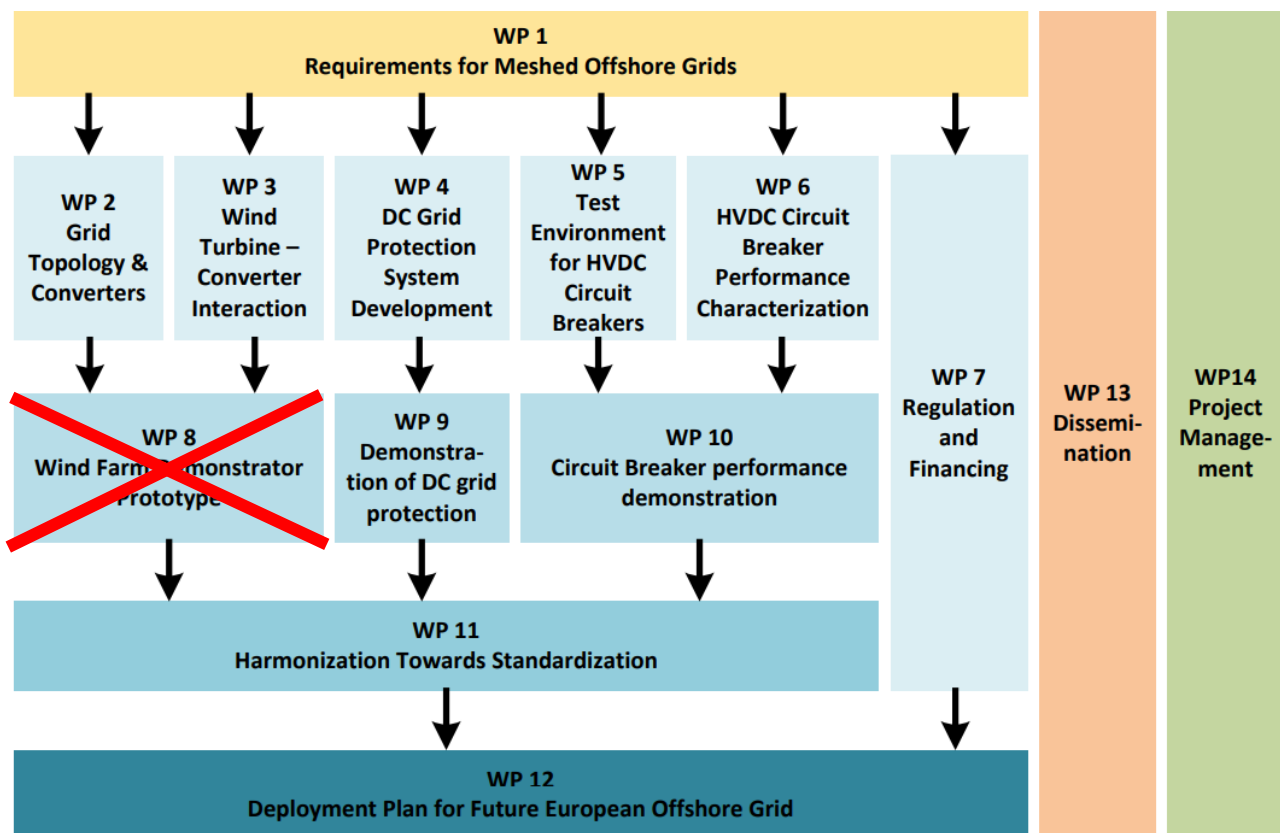 WP 1
Requirements for Meshed Offshore Grids
WP 2
Grid
Topology &
Converters
WP 3
Wind
Turbine –
Converter
Interaction
WP 4
DC Grid
Protection
System
Development
WP 5
Test
Environment
for HVDC
Circuit
Breakers
WP 6
HVDC Circuit
Breaker
Performance
Characterization
WP 7
Regulation
and
Financing
WP 8
Wind Farm Demonstrator
Prototype
WP 9
Demonstra-
tion of DC grid
protection
WP 10
Circuit Breaker performance
demonstration
WP 11
Harmonization Towards Standardization
WP 12
Deployment Plan for Future European Offshore Grid
WP 13
Dissemi-
nation
WP14
Project
Manage-
ment